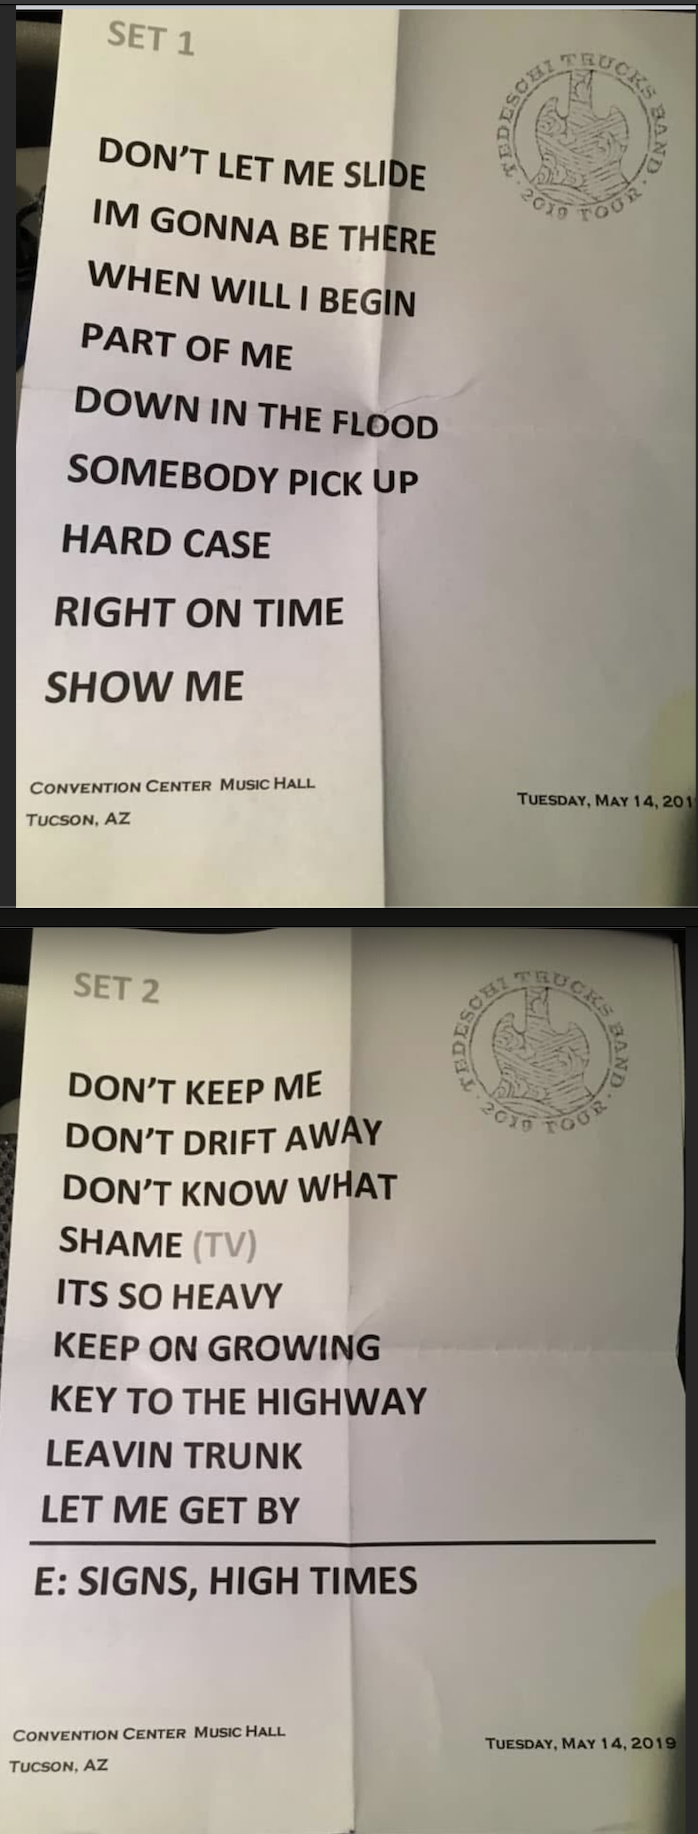 SET 1
TEDESCHI TRUCKS BAND
· 2019 TOUR ·
DON'T LET ME SLIDE
IM GONNA BE THERE
WHEN WILL I BEGIN
PART OF ME
DOWN IN THE FLOOD
SOMEBODY PICK UP
HARD CASE
RIGHT ON TIME
SHOW ME
CONVENTION CENTER MUSIC HALL
TUCSON, AZ
TUESDAY, MAY 14, 201
SET 2
TEDESCHI TRUCKS BAND
· 2019 TOUR ·
DON'T KEEP ME
DON'T DRIFT AWAY
DON'T KNOW WHAT
SHAME (TV)
ITS SO HEAVY
KEEP ON GROWING
KEY TO THE HIGHWAY
LEAVIN TRUNK
LET ME GET BY
E: SIGNS, HIGH TIMES
CONVENTION CENTER MUSIC HALL
TUCSON, AZ
TUESDAY, MAY 14, 2019